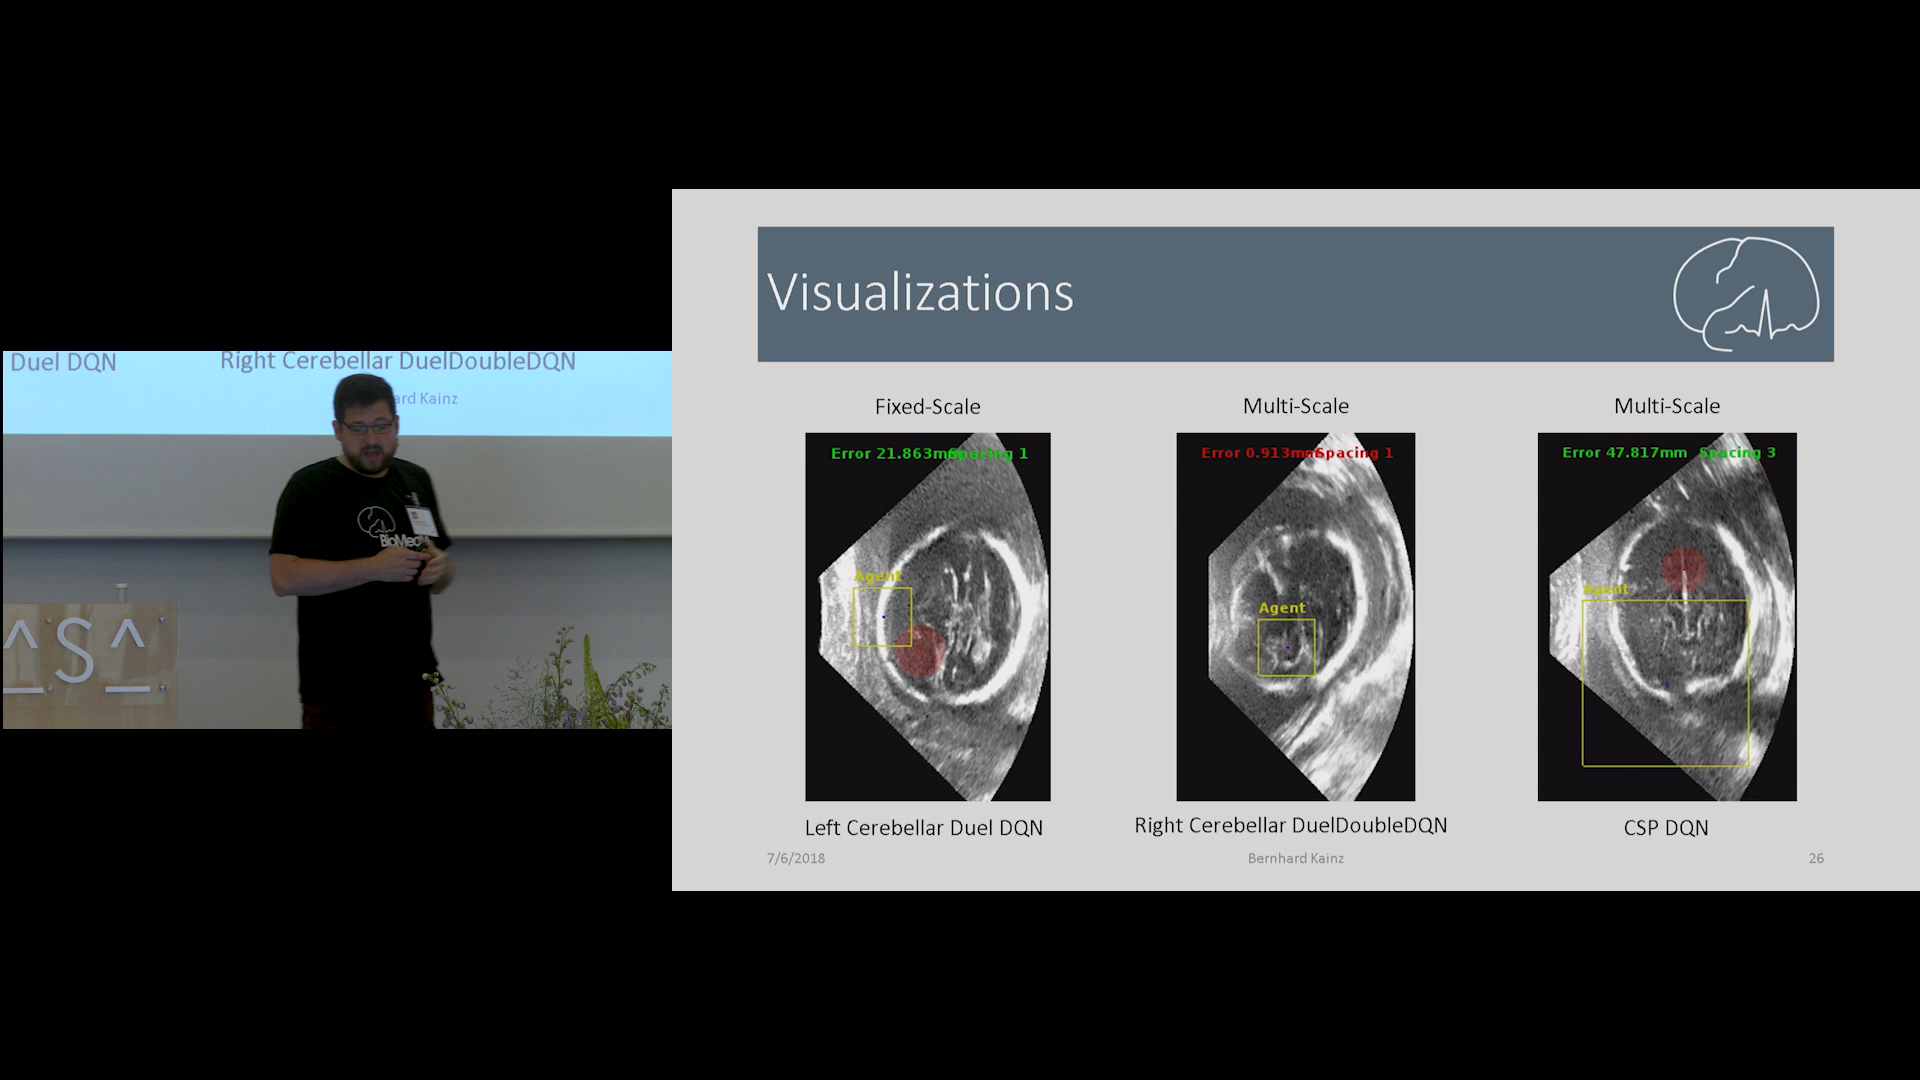 Duel DQN
Right Cerebellar DuelDoubleDQN
ard Kainz
BioMedIA
ASA
Visualizations
Fixed-Scale
Multi-Scale
Multi-Scale
Error 21.863mm Spacing 1
Agent
Error 0.913mm Spacing 1
Agent
Error 47.817mm Spacing 3
Agent
Left Cerebellar Duel DQN
Right Cerebellar DuelDoubleDQN
CSP DQN
7/6/2018
Bernhard Kainz
26